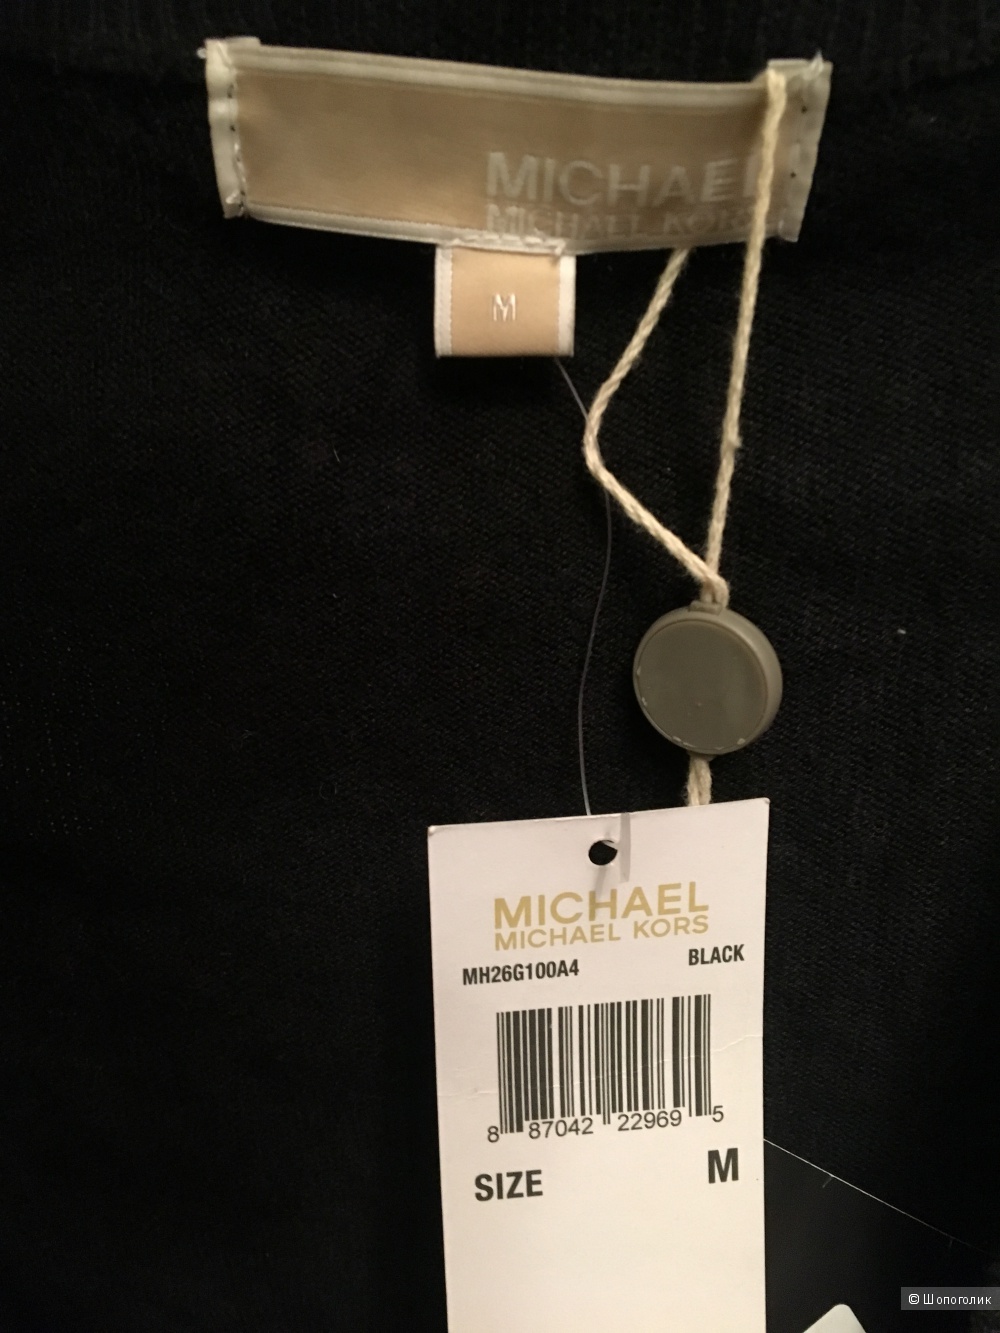 MICHAEL
MICHAEL KORS
M
MICHAEL
MICHAEL KORS
MH26G100A4 BLACK
8 87042 22969 5
SIZE M
© Шопоголик